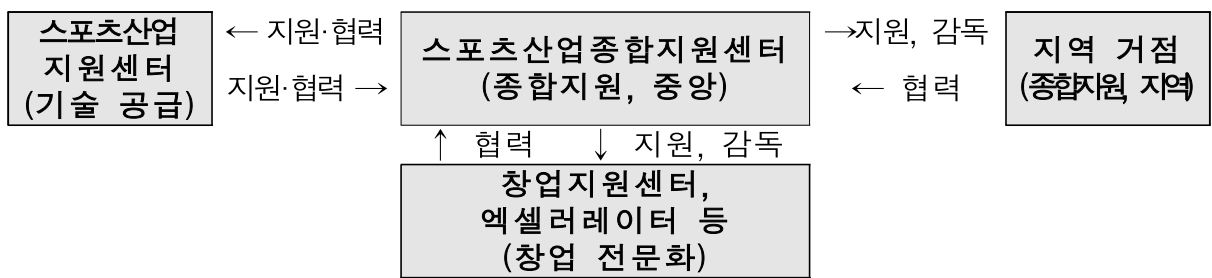 스포츠산업
지원센터
(기술 공급)
← 지원·협력
지원·협력 →
스포츠산업종합지원센터
(종합지원, 중앙)
→지원, 감독
← 협력
지역 거점
(종합지원, 지역)
↑ 협력 ↓ 지원, 감독
창업지원센터,
엑셀러레이터 등
(창업 전문화)